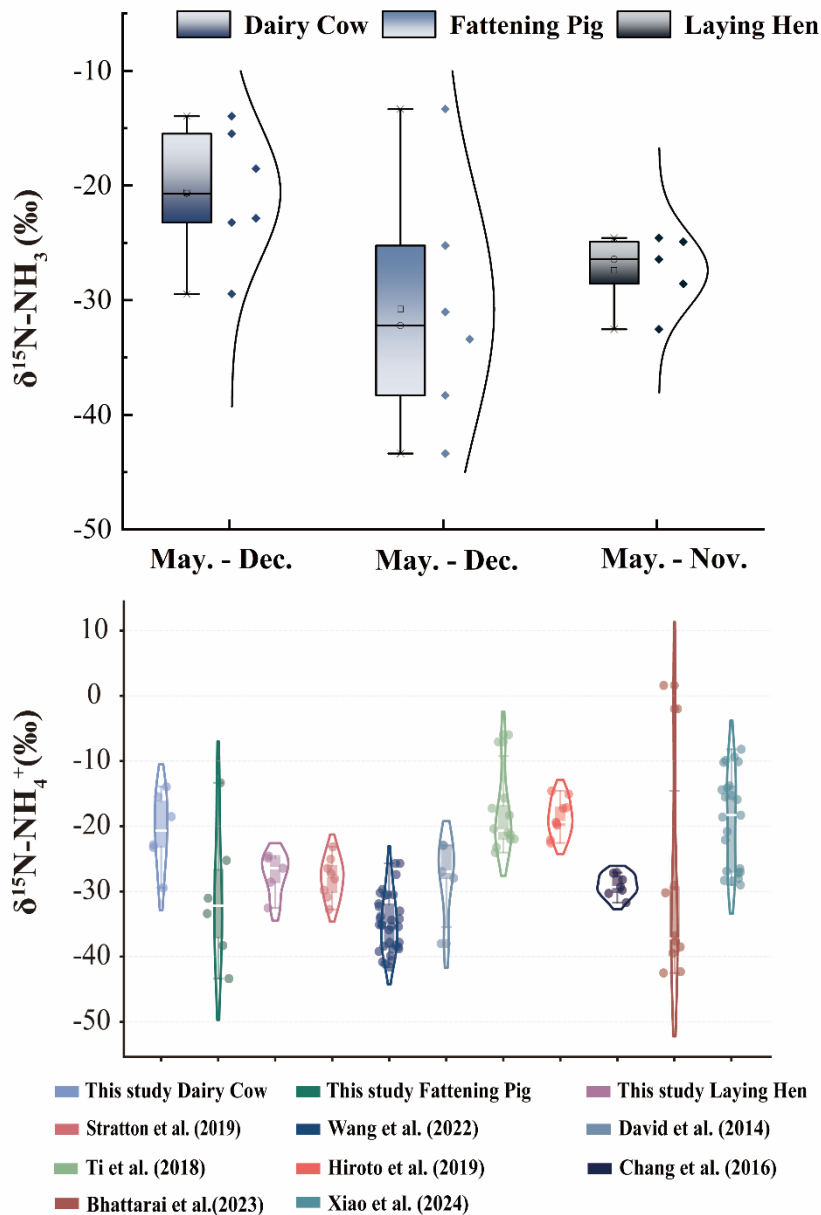 Dairy Cow Fattening Pig Laying Hen
-10
-20
-30
-40
-50
δ¹⁵N-NH₃ (‰)
May. - Dec. May. - Dec. May. - Nov.
10
0
-10
-20
-30
-40
-50
δ¹⁵N-NH₄⁺(‰)
This study Dairy Cow This study Fattening Pig This study Laying Hen
Stratton et al. (2019) Wang et al. (2022) David et al. (2014)
Ti et al. (2018) Hiroto et al. (2019) Chang et al. (2016)
Bhattarai et al.(2023) Xiao et al. (2024)